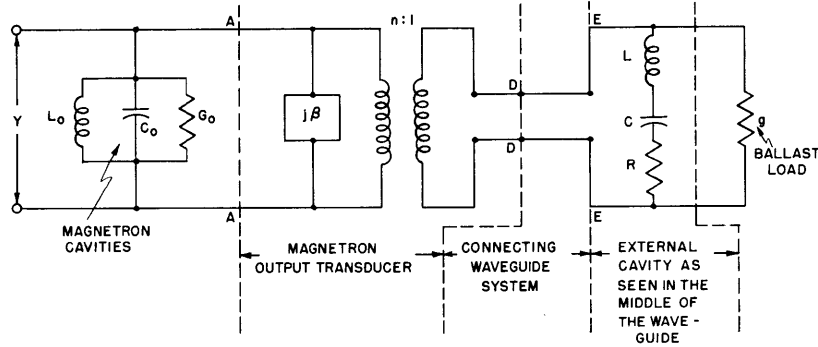 A
n:1
E
D
L
Y
L₀
C₀
G₀
jβ
C
g
D
R
BALLAST
LOAD
A
E
MAGNETRON
CAVITIES
MAGNETRON
OUTPUT TRANSDUCER
CONNECTING
WAVEGUIDE
SYSTEM
EXTERNAL
CAVITY AS
SEEN IN THE
MIDDLE OF
THE WAVE-
GUIDE